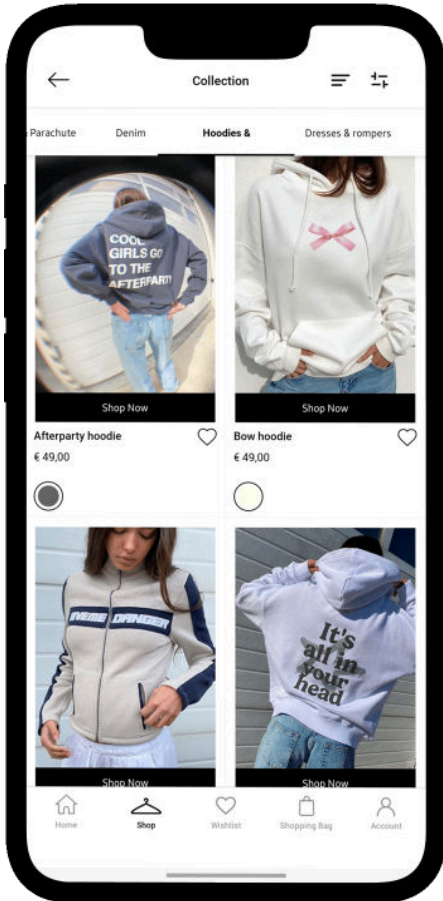 Collection
Parachute Denim Hoodies & Dresses & rompers
COOL
GIRLS GO
TO THE
AFTERPARTY
Shop Now
Shop Now
Afterparty hoodie
€ 49,00
Bow hoodie
€ 49,00
DANGER
It's
all in
your
head
Shop Now
Shop Now
Home Shop Wishlist Shopping Bag Account